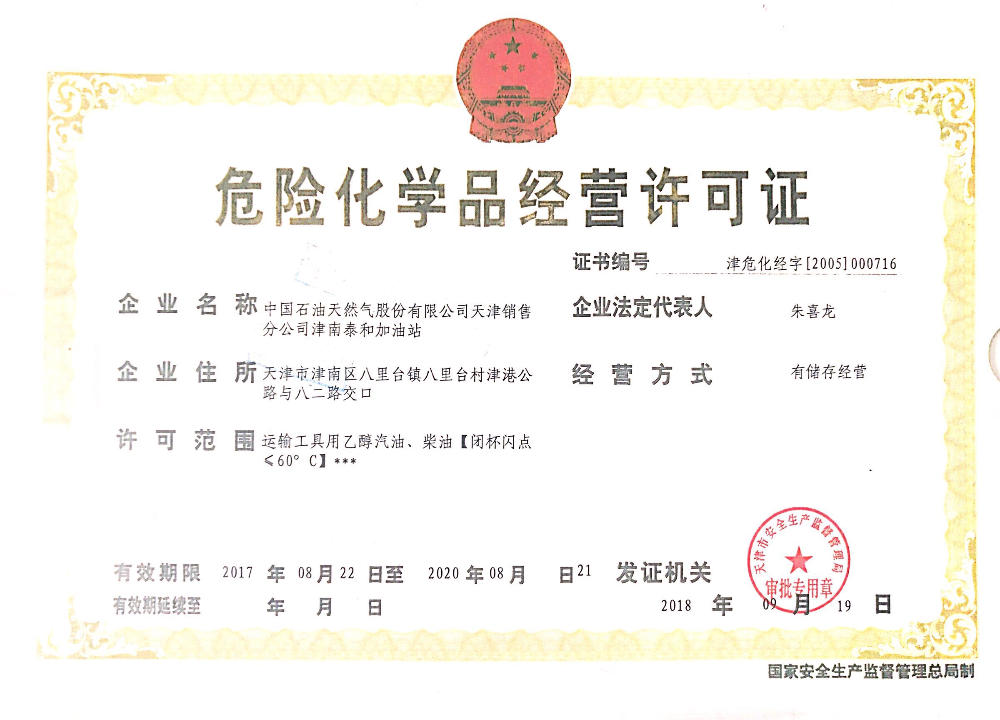 危险化学品经营许可证
证书编号 津危化经字[2005]000716
企业名称 中国石油天然气股份有限公司天津销售
分公司津南泰和加油站
企业法定代表人 朱喜龙
企业住所 天津市津南区八里台镇八里台村津港公
路与八二路交口
经营方式 有储存经营
许可范围 运输工具用乙醇汽油、柴油【闭杯闪点
≤60° C】***
天津市安全生产监督管理局
审批专用章
有效期限 2017 年 08 月 22 日至 2020 年 08 月 日 21 发证机关
有效期延续至 年 月 日 2018 年 09 月 19 日
国家安全生产监督管理总局制